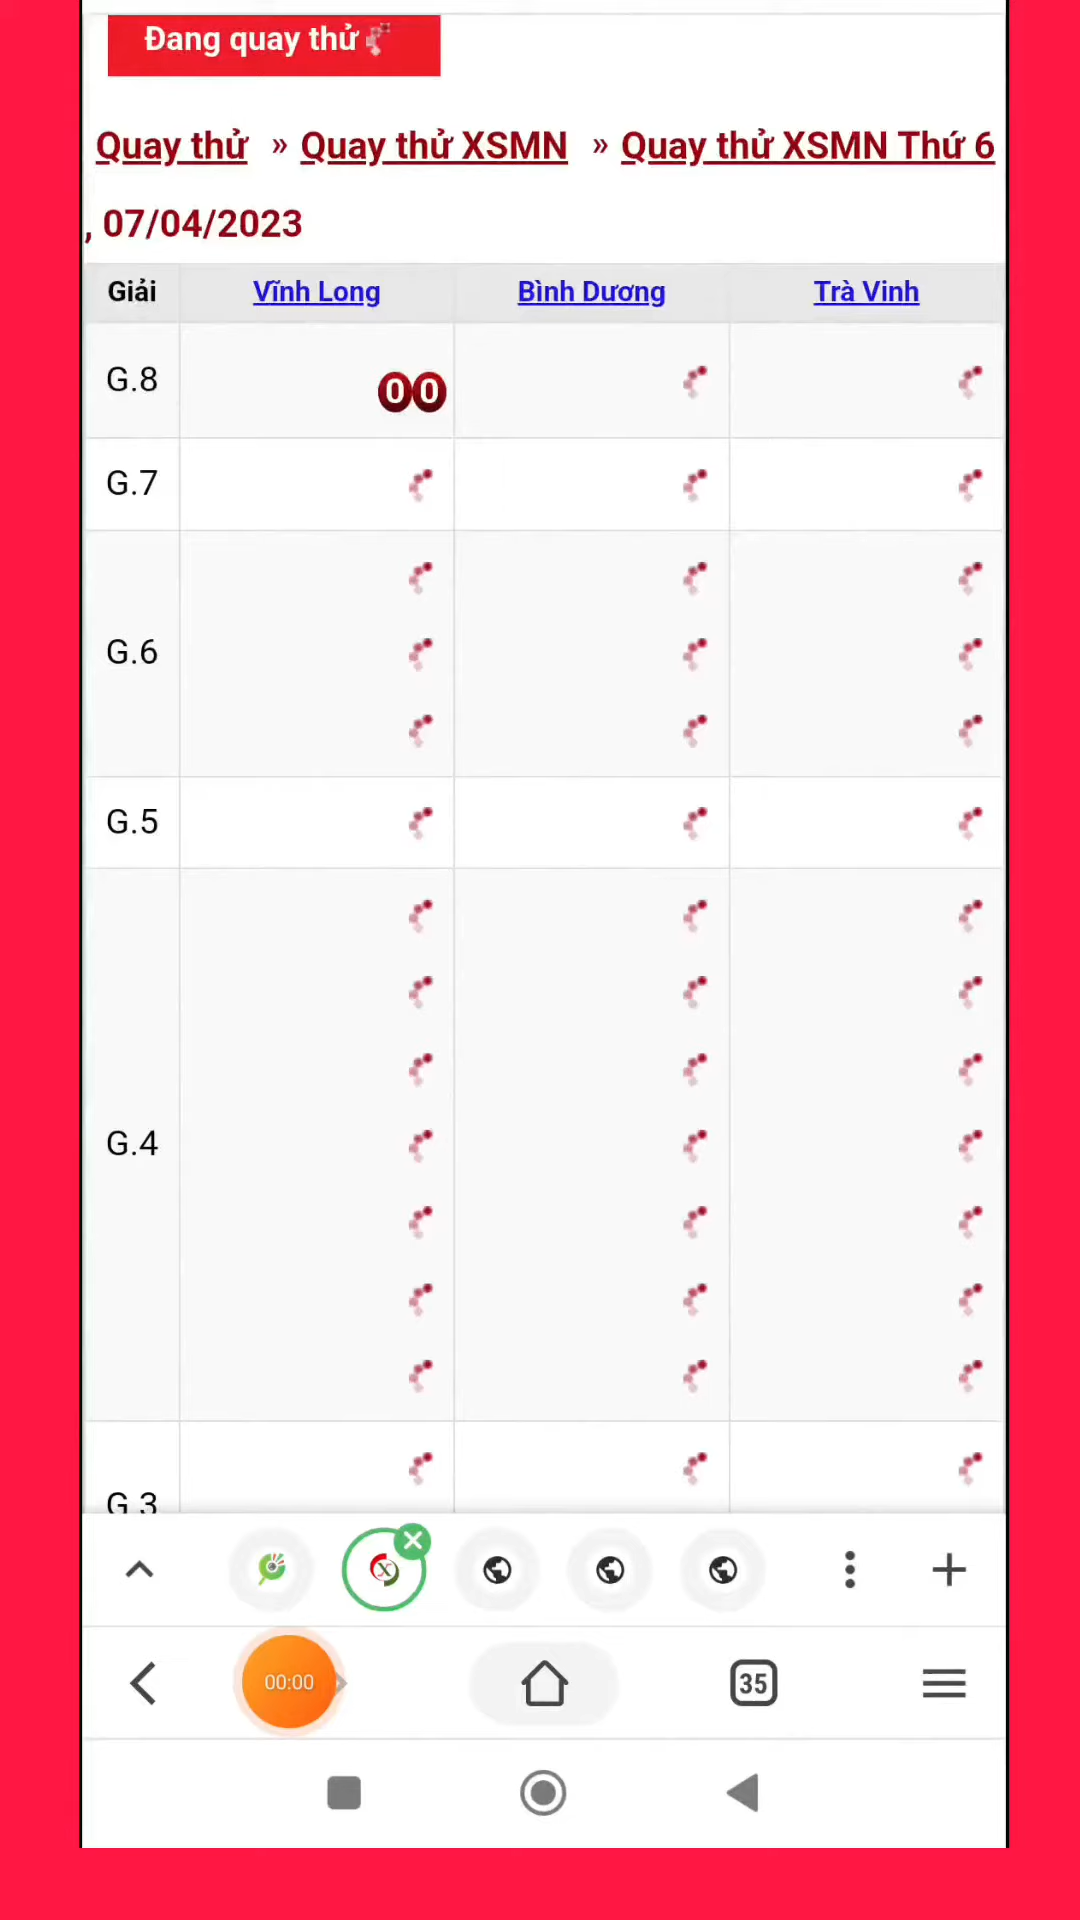 Đang quay thử
Quay thử » Quay thử XSMN » Quay thử XSMN Thứ 6
, 07/04/2023
Giải Vĩnh Long Bình Dương Trà Vinh
G.8 00
G.7
G.6
G.5
G.4
G.3
00:00 35